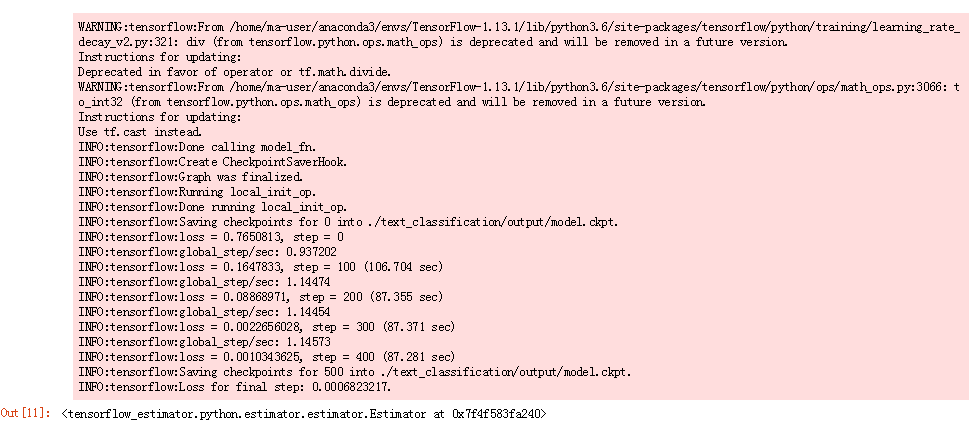 WARNING:tensorflow:From /home/ma-user/anaconda3/envs/TensorFlow-1.13.1/lib/python3.6/site-packages/tensorflow/python/training/learning_rate_
decay_v2.py:321: div (from tensorflow.python.ops.math_ops) is deprecated and will be removed in a future version.
Instructions for updating:
Deprecated in favor of operator or tf.math.divide.
WARNING:tensorflow:From /home/ma-user/anaconda3/envs/TensorFlow-1.13.1/lib/python3.6/site-packages/tensorflow/python/ops/math_ops.py:3066: t
o_int32 (from tensorflow.python.ops.math_ops) is deprecated and will be removed in a future version.
Instructions for updating:
Use tf.cast instead.
INFO:tensorflow:Done calling model_fn.
INFO:tensorflow:Create CheckpointSaverHook.
INFO:tensorflow:Graph was finalized.
INFO:tensorflow:Running local_init_op.
INFO:tensorflow:Done running local_init_op.
INFO:tensorflow:Saving checkpoints for 0 into ./text_classification/output/model.ckpt.
INFO:tensorflow:loss = 0.7650813, step = 0
INFO:tensorflow:global_step/sec: 0.937202
INFO:tensorflow:loss = 0.1647833, step = 100 (106.704 sec)
INFO:tensorflow:global_step/sec: 1.14474
INFO:tensorflow:loss = 0.08868971, step = 200 (87.355 sec)
INFO:tensorflow:global_step/sec: 1.14454
INFO:tensorflow:loss = 0.0022656028, step = 300 (87.371 sec)
INFO:tensorflow:global_step/sec: 1.14573
INFO:tensorflow:loss = 0.0010343625, step = 400 (87.281 sec)
INFO:tensorflow:Saving checkpoints for 500 into ./text_classification/output/model.ckpt.
INFO:tensorflow:Loss for final step: 0.0006823217.
Out[11]: <tensorflow_estimator.python.estimator.estimator.Estimator at 0x7f4f583fa240>